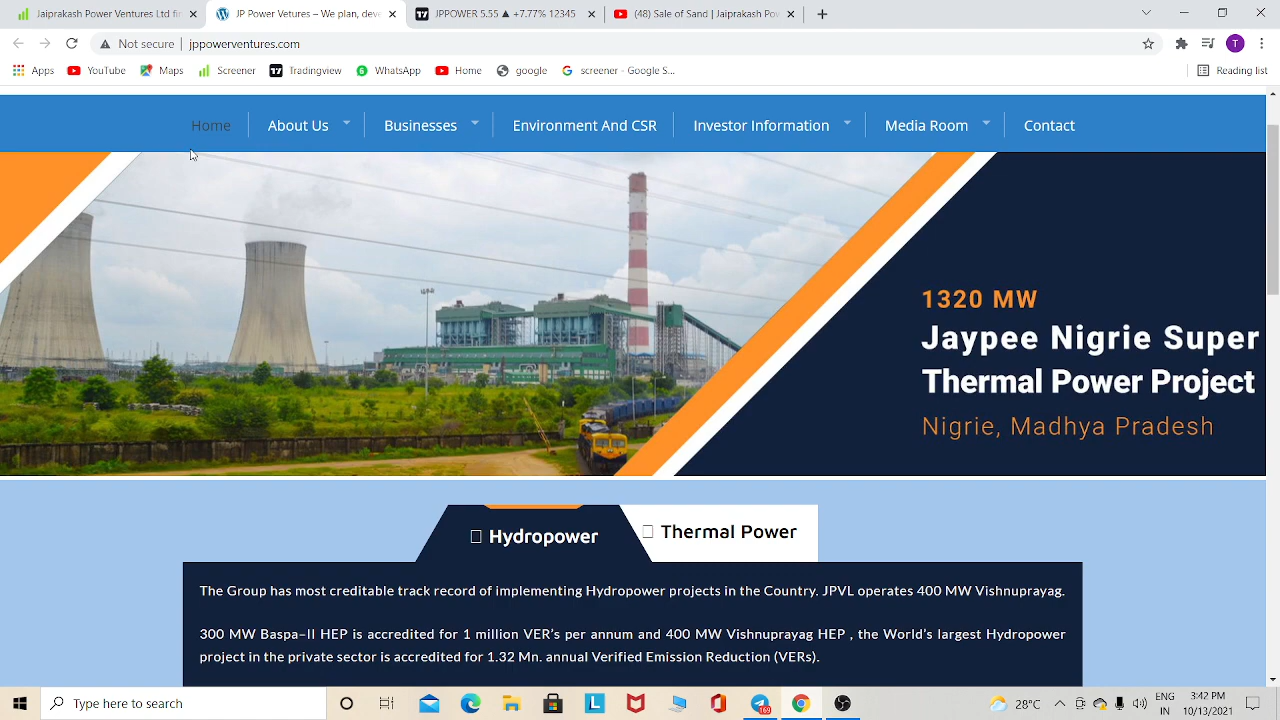 Jaiprakash Power Ventures Ltd fin
JP Power Vetures – We plan, deve
JPPOWER 5.55 ▲ +7.77% 12345
(48) Sale of Sand | Jaiprakash Po
Not secure | jppowerventures.com
T
Apps
YouTube
Maps
Screener
Tradingview
WhatsApp
Home
google
screener - Google S...
Reading list
Home
About Us
Businesses
Environment And CSR
Investor Information
Media Room
Contact
1320 MW
Jaypee Nigrie Super
Thermal Power Project
Nigrie, Madhya Pradesh
Hydropower
Thermal Power
The Group has most creditable track record of implementing Hydropower projects in the Country. JPVL operates 400 MW Vishnuprayag.
300 MW Baspa–II HEP is accredited for 1 million VER's per annum and 400 MW Vishnuprayag HEP , the World's largest Hydropower
project in the private sector is accredited for 1.32 Mn. annual Verified Emission Reduction (VERs).
Type here to search
169
28°C
ENG
IN
3:42 PM
10/13/2021